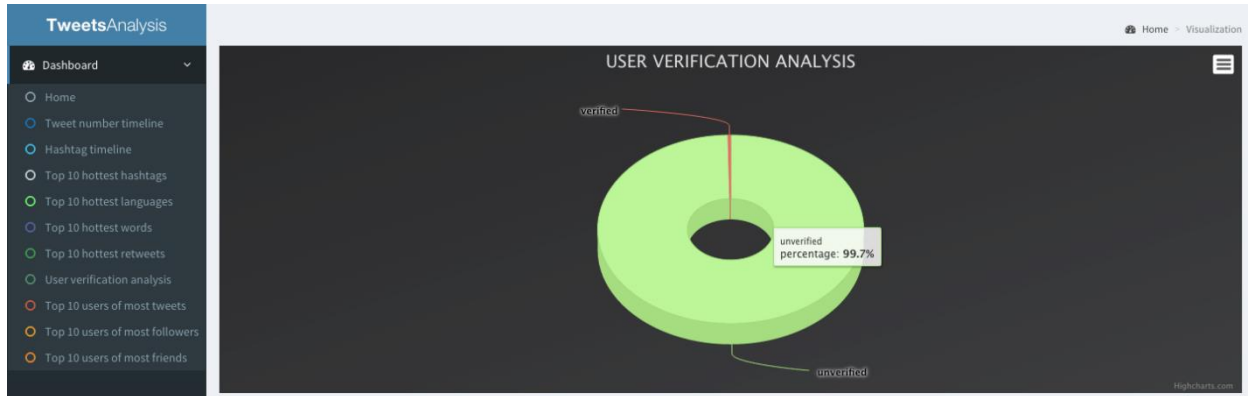 TweetsAnalysis
Home > Visualization
Dashboard
Home
Tweet number timeline
Hashtag timeline
Top 10 hottest hashtags
Top 10 hottest languages
Top 10 hottest words
Top 10 hottest retweets
User verification analysis
Top 10 users of most tweets
Top 10 users of most followers
Top 10 users of most friends
USER VERIFICATION ANALYSIS
verified
unverified
percentage: 99.7%
unverified
Highcharts.com